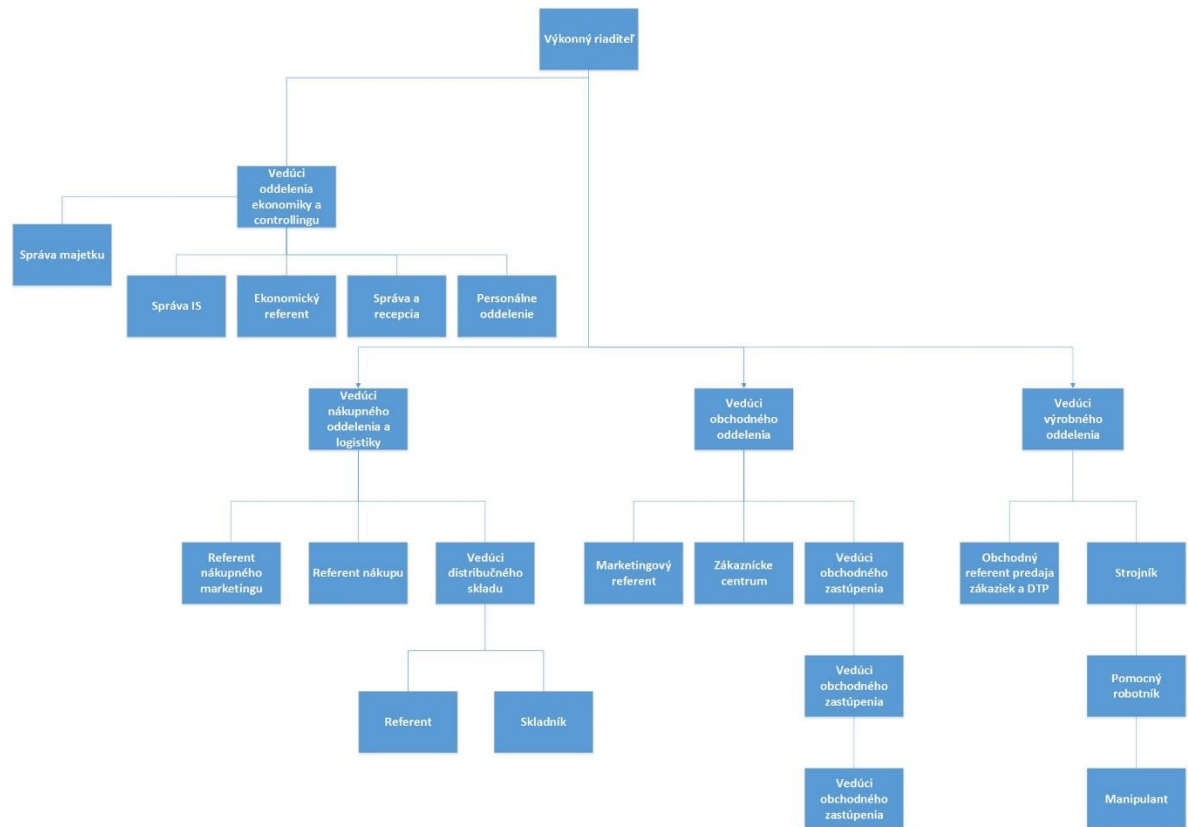 Výkonný riaditeľ
Vedúci
oddelenia
ekonomiky a
controllingu
Správa majetku
Správa IS
Ekonomický
referent
Správa a
recepcia
Personálne
oddelenie
Vedúci
nákupného
oddelenia a
logistiky
Vedúci
obchodného
oddelenia
Vedúci
výrobného
oddelenia
Referent
nákupného
marketingu
Referent nákupu
Vedúci
distribučného
skladu
Marketingový
referent
Zákaznícke
centrum
Vedúci
obchodného
zastúpenia
Obchodný
referent predaja
zákaziek a DTP
Strojník
Referent
Skladník
Vedúci
obchodného
zastúpenia
Pomocný
robotník
Vedúci
obchodného
zastúpenia
Manipulant